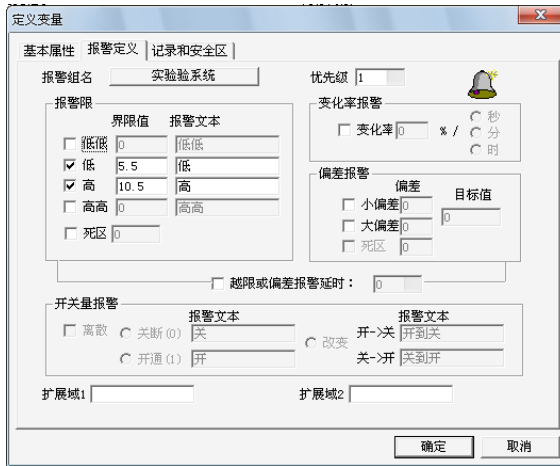 定义变量
基本属性 报警定义 记录和安全区
报警组名 实验验系统 优先级 1
报警限
界限值 报警文本
低低 0 低低
低 5.5 低
高 10.5 高
高高 0 高高
死区 0
变化率报警
变化率 0 % / 秒 分 时
偏差报警
偏差 目标值
小偏差 0 0
大偏差 0
死区 0
越限或偏差报警延时： 0
开关量报警
报警文本 报警文本
离散 关断(0) 关 改变 开->关 开到关
开通(1) 开 关->开 关到开
扩展域1 扩展域2
确定 取消